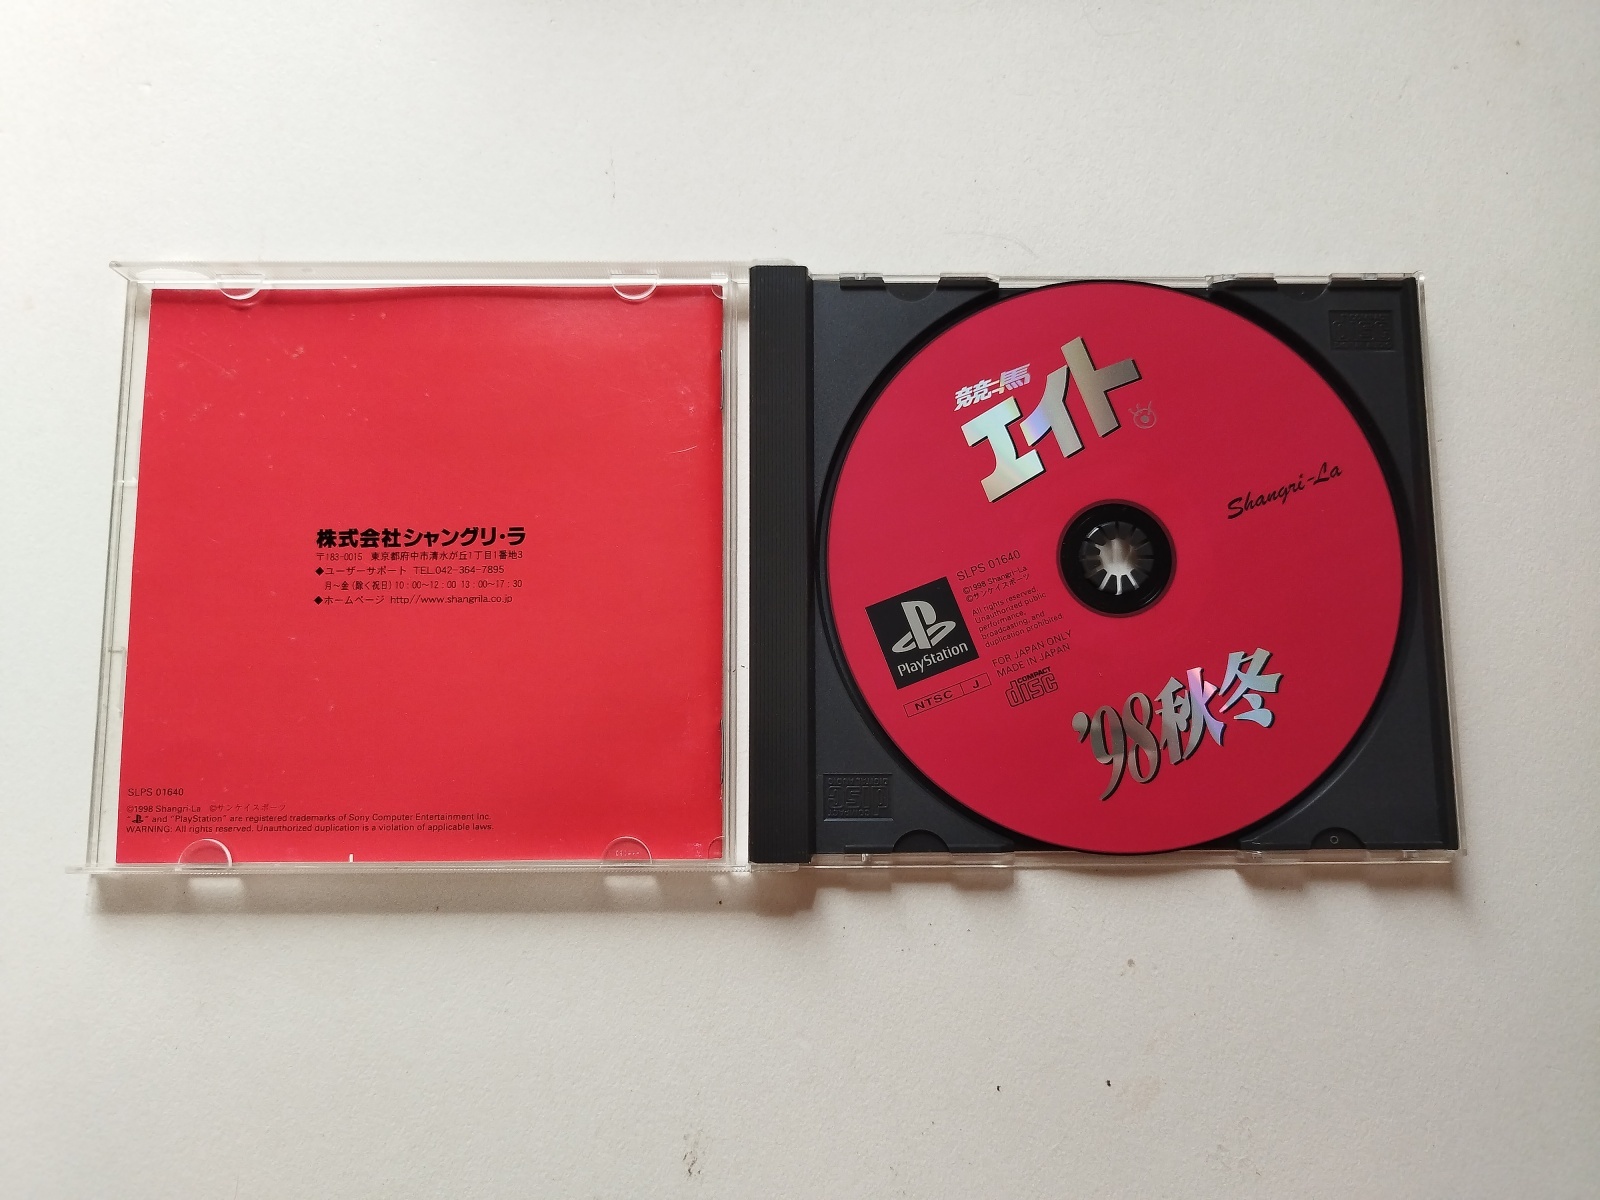 株式会社シャングリ・ラ
〒183-0015 東京都府中市清水が丘1丁目1番地3
◆ユーザーサポート TEL.042-364-7895
月～金(除く祝日)10:00～12:00 13:00～17:30
◆ホームページ http//www.shangrila.co.jp
SLPS 01640
©1998 Shangri-La ©サンケイスポーツ
" " and "PlayStation" are registered trademarks of Sony Computer Entertainment Inc.
WARNING: All rights reserved. Unauthorized duplication is a violation of applicable laws.
競馬
エイト
Shangri-La
SLPS 01640
©1998 Shangri-La
©サンケイスポーツ
All rights reserved.
Unauthorized public
performance,
broadcasting, and
duplication prohibited.
PlayStation
FOR JAPAN ONLY
MADE IN JAPAN
NTSC J
COMPACT
disc
'98秋冬